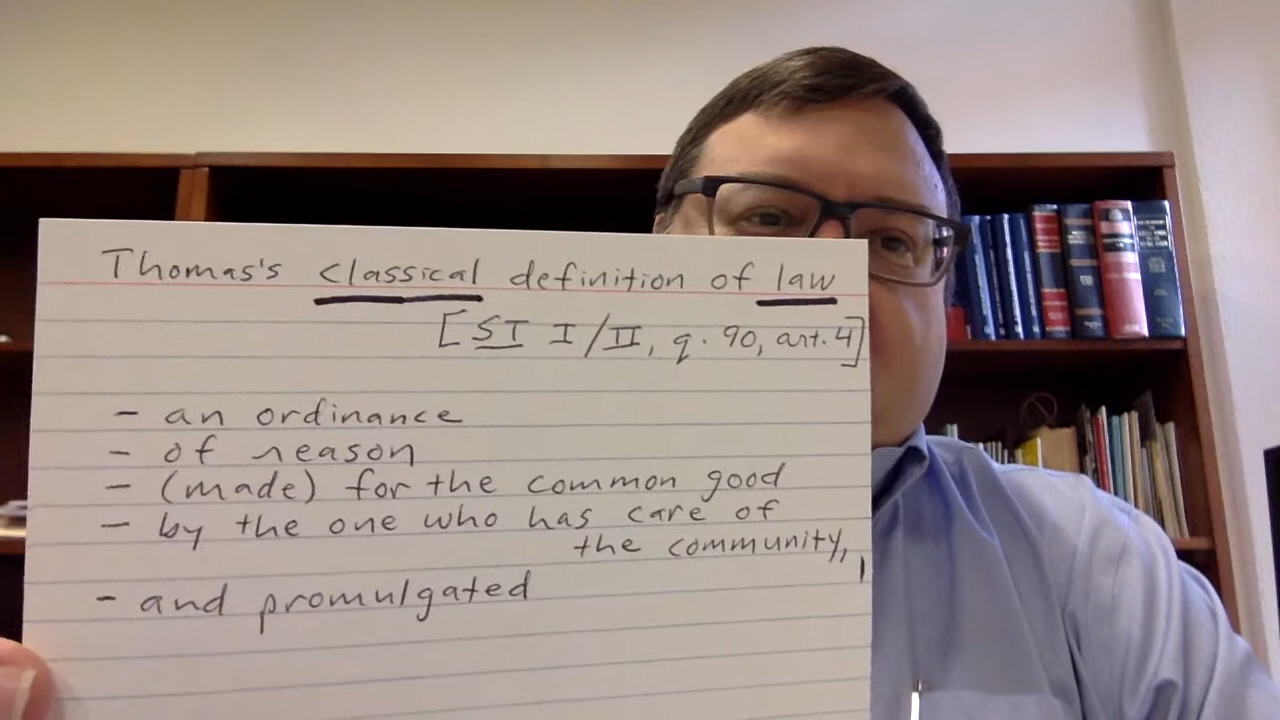 Thomas's classical definition of law
[ST I/II, q. 90, art. 4]
- an ordinance
- of reason
- (made) for the common good
- by the one who has care of
the community,
- and promulgated